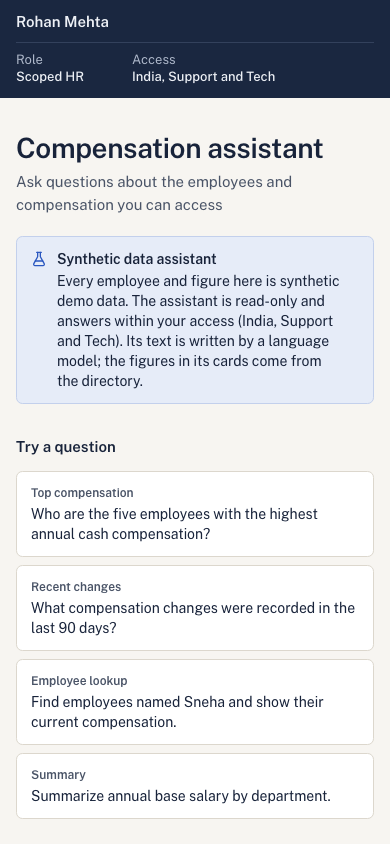 Rohan Mehta
Role
Access
Scoped HR
India, Support and Tech
Compensation assistant
Ask questions about the employees and
compensation you can access
Synthetic data assistant
Every employee and figure here is synthetic
demo data. The assistant is read-only and
answers within your access (India, Support
and Tech). Its text is written by a language
model; the figures in its cards come from
the directory.
Try a question
Top compensation
Who are the five employees with the highest
annual cash compensation?
Recent changes
What compensation changes were recorded in the
last 90 days?
Employee lookup
Find employees named Sneha and show their
current compensation.
Summary
Summarize annual base salary by department.